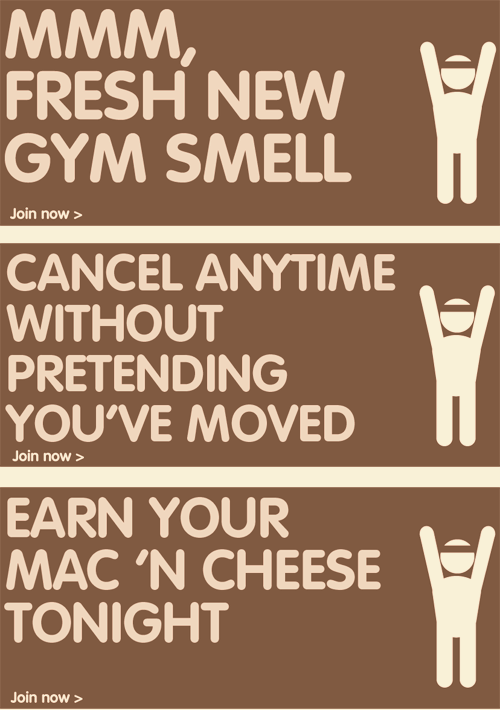 MMM,
FRESH NEW
GYM SMELL
Join now >
CANCEL ANYTIME
WITHOUT
PRETENDING
YOU'VE MOVED
Join now >
EARN YOUR
MAC 'N CHEESE
TONIGHT
Join now >